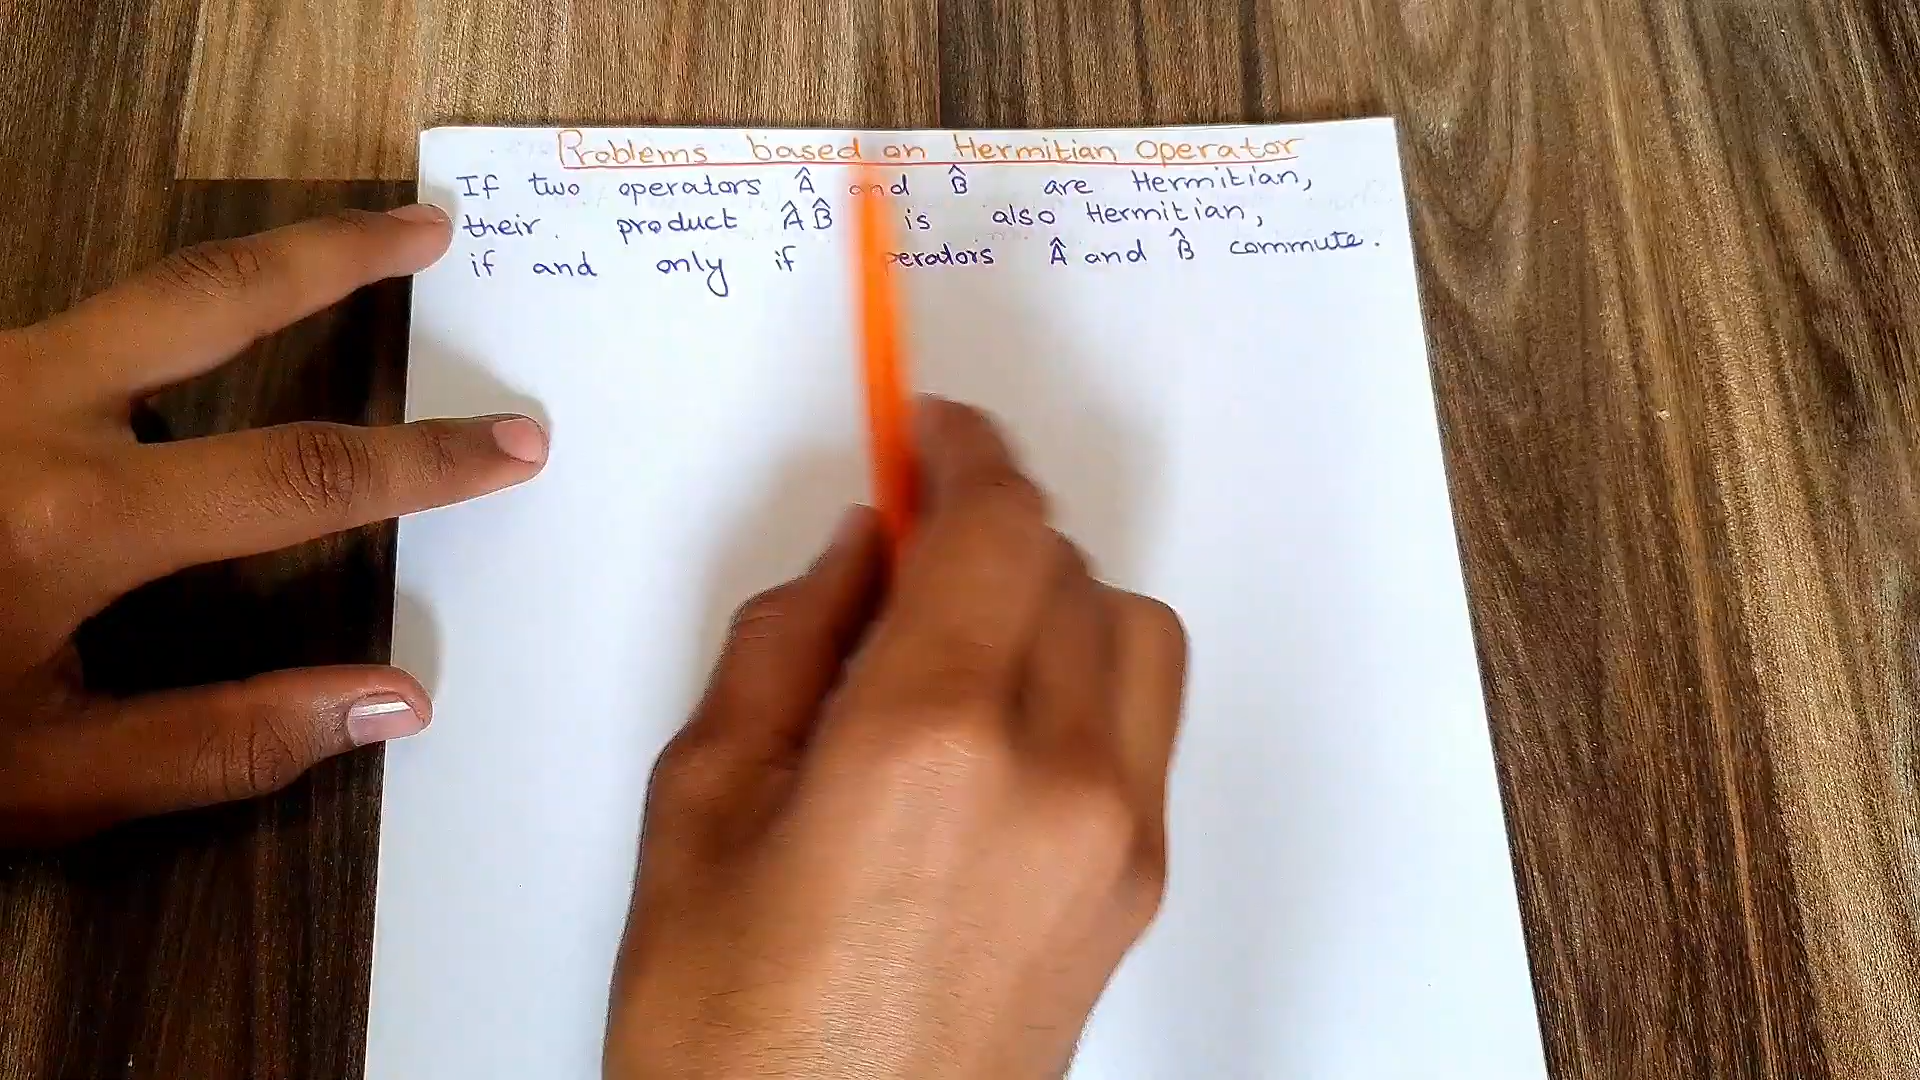 Problems based on Hermitian Operator
If two operators Â and B̂ are Hermitian,
their product ÂB̂ is also Hermitian,
if and only if perators Â and B̂ commute.